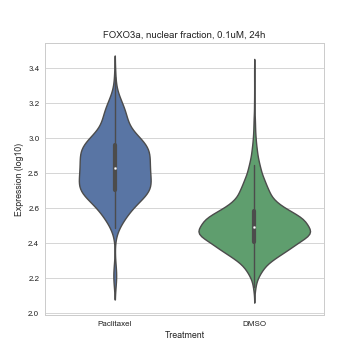 FOXO3a, nuclear fraction, 0.1uM, 24h
3.4
3.2
3.0
2.8
2.6
2.4
2.2
2.0
Expression (log10)
Paclitaxel
DMSO
Treatment